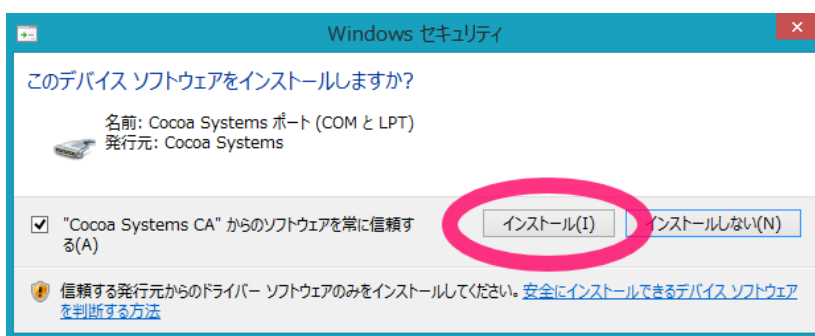 Windows セキュリティ
このデバイス ソフトウェアをインストールしますか?
名前: Cocoa Systems ポート (COM と LPT)
発行元: Cocoa Systems
"Cocoa Systems CA" からのソフトウェアを常に信頼す
る(A)
インストール(I)
インストールしない(N)
信頼する発行元からのドライバー ソフトウェアのみをインストールしてください。安全にインストールできるデバイス ソフトウェア
を判断する方法